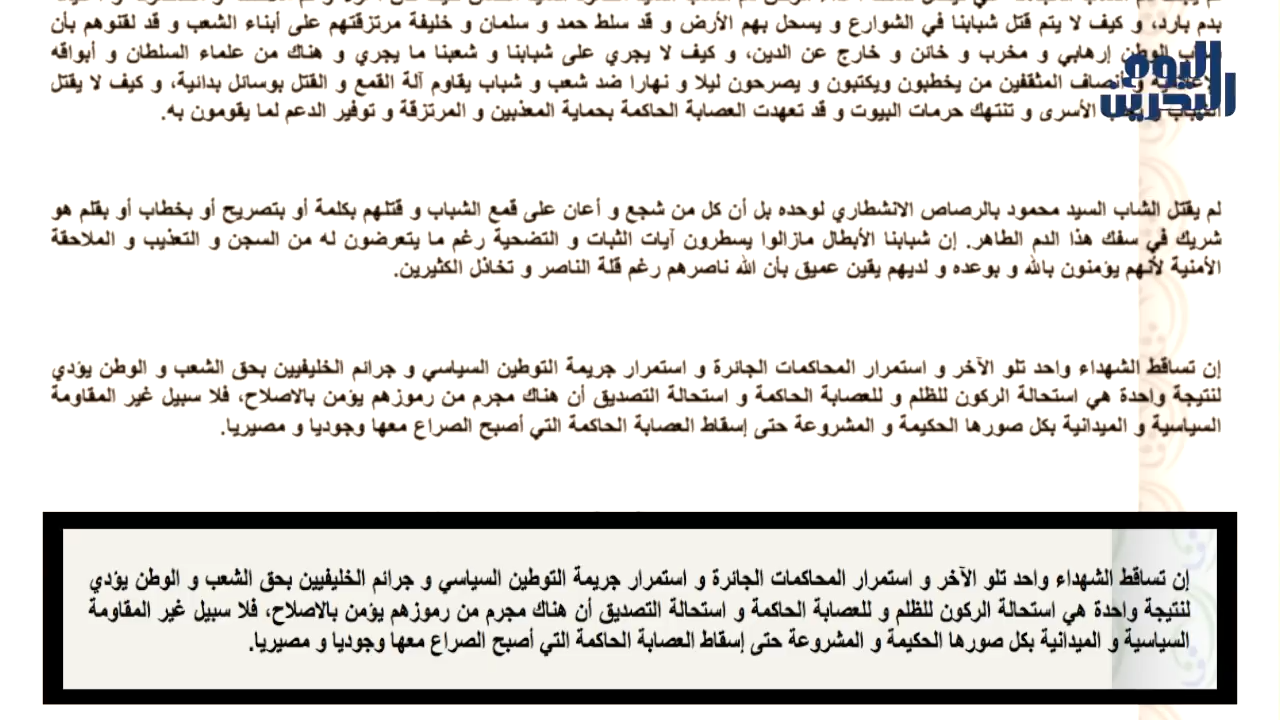 بدم بارد، و كيف لا يتم قتل شبابنا في الشوارع و يسحل بهم الأرض و قد سلط حمد و سلمان و خليفة مرتزقتهم على أبناء الشعب و قد لقنوهم بأن
الوطن إرهابي و مخرب و خائن و خارج عن الدين، و كيف لا يجري على شبابنا و شعبنا ما يجري و هناك من علماء السلطان و أبواقه
و أنصاف المثقفين من يخطبون ويكتبون و يصرحون ليلا و نهارا ضد شعب و شباب يقاوم آلة القمع و القتل بوسائل بدائية، و كيف لا يقتل
الشباب و الأسرى و تنتهك حرمات البيوت و قد تعهدت العصابة الحاكمة بحماية المعذبين و المرتزقة و توفير الدعم لما يقومون به.
اليوم
البحرين
لم يقتل الشاب السيد محمود بالرصاص الانشطاري لوحده بل أن كل من شجع و أعان على قمع الشباب و قتلهم بكلمة أو بتصريح أو بخطاب أو بقلم هو
شريك في سفك هذا الدم الطاهر. إن شبابنا الأبطال مازالوا يسطرون آيات الثبات و التضحية رغم ما يتعرضون له من السجن و التعذيب و الملاحقة
الأمنية لأنهم يؤمنون بالله و بوعده و لديهم يقين عميق بأن الله ناصرهم رغم قلة الناصر و تخاذل الكثيرين.
إن تساقط الشهداء واحد تلو الآخر و استمرار المحاكمات الجائرة و استمرار جريمة التوطين السياسي و جرائم الخليفيين بحق الشعب و الوطن يؤدي
لنتيجة واحدة هي استحالة الركون للظلم و للعصابة الحاكمة و استحالة التصديق أن هناك مجرم من رموزهم يؤمن بالاصلاح، فلا سبيل غير المقاومة
السياسية و الميدانية بكل صورها الحكيمة و المشروعة حتى إسقاط العصابة الحاكمة التي أصبح الصراع معها وجوديا و مصيريا.
إن تساقط الشهداء واحد تلو الآخر و استمرار المحاكمات الجائرة و استمرار جريمة التوطين السياسي و جرائم الخليفيين بحق الشعب و الوطن يؤدي
لنتيجة واحدة هي استحالة الركون للظلم و للعصابة الحاكمة و استحالة التصديق أن هناك مجرم من رموزهم يؤمن بالاصلاح، فلا سبيل غير المقاومة
السياسية و الميدانية بكل صورها الحكيمة و المشروعة حتى إسقاط العصابة الحاكمة التي أصبح الصراع معها وجوديا و مصيريا.